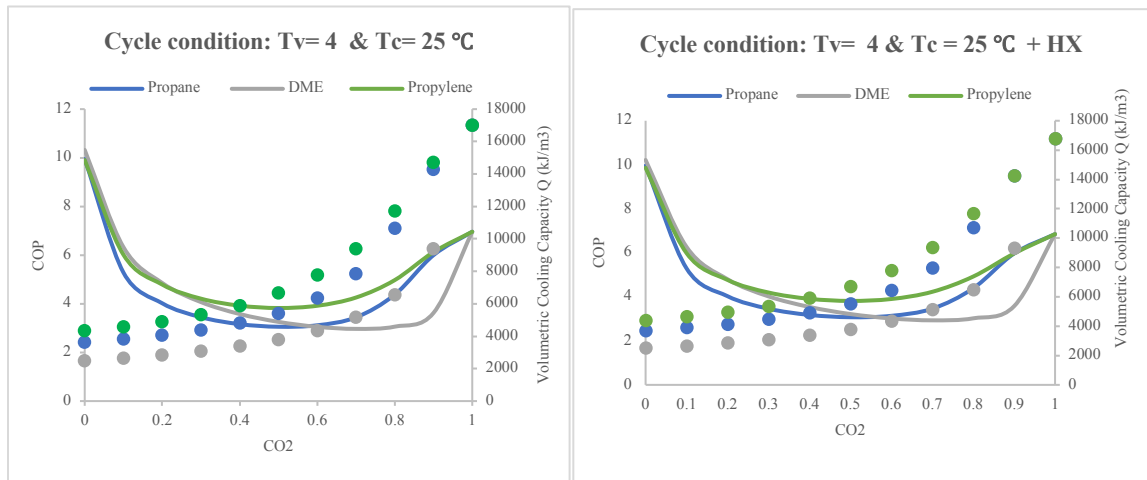 Cycle condition: Tv= 4 & Tc= 25 ℃
Propane DME Propylene
12
10
8
6
4
2
0
COP
18000
16000
14000
12000
10000
8000
6000
4000
2000
0
Volumetric Cooling Capacity Q (kJ/m3)
0 0.2 0.4 0.6 0.8 1
CO2
Cycle condition: Tv= 4 & Tc = 25 ℃ + HX
Propane DME Propylene
12
10
8
6
4
2
0
COP
18000
16000
14000
12000
10000
8000
6000
4000
2000
0
Volumetric Cooling Capacity Q (kJ/m3)
0 0.1 0.2 0.3 0.4 0.5 0.6 0.7 0.8 0.9 1
CO2